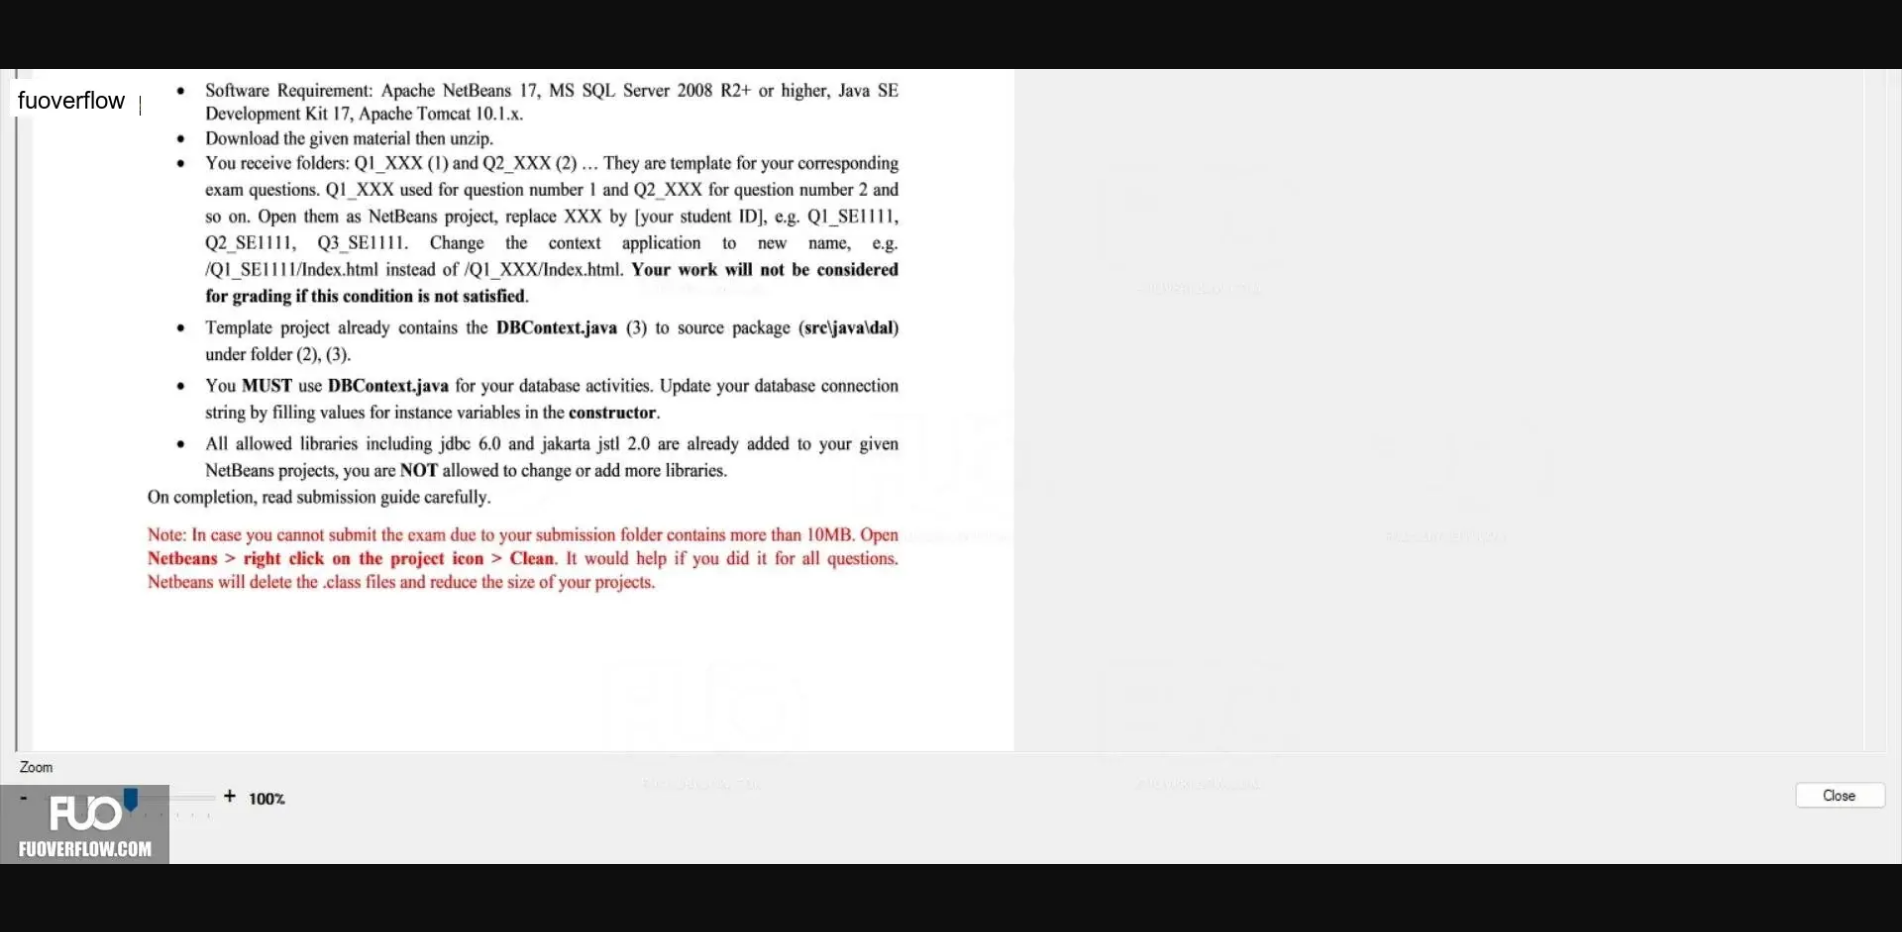 fuoverflow
• Software Requirement: Apache NetBeans 17, MS SQL Server 2008 R2+ or higher, Java SE
Development Kit 17, Apache Tomcat 10.1.x.
• Download the given material then unzip.
• You receive folders: Q1_XXX (1) and Q2_XXX (2) ... They are template for your corresponding
exam questions. Q1_XXX used for question number 1 and Q2_XXX for question number 2 and
so on. Open them as NetBeans project, replace XXX by [your student ID], e.g. Q1_SE1111,
Q2_SE1111, Q3_SE1111. Change the context application to new name, e.g.
/Q1_SE1111/Index.html instead of /Q1_XXX/Index.html. Your work will not be considered
for grading if this condition is not satisfied.
• Template project already contains the DBContext.java (3) to source package (src\java\dal)
under folder (2), (3).
• You MUST use DBContext.java for your database activities. Update your database connection
string by filling values for instance variables in the constructor.
• All allowed libraries including jdbc 6.0 and jakarta jstl 2.0 are already added to your given
NetBeans projects, you are NOT allowed to change or add more libraries.
On completion, read submission guide carefully.
Note: In case you cannot submit the exam due to your submission folder contains more than 10MB. Open
Netbeans > right click on the project icon > Clean. It would help if you did it for all questions.
Netbeans will delete the .class files and reduce the size of your projects.
Zoom
- + 100%
Close
FUO
FUOVERFLOW.COM